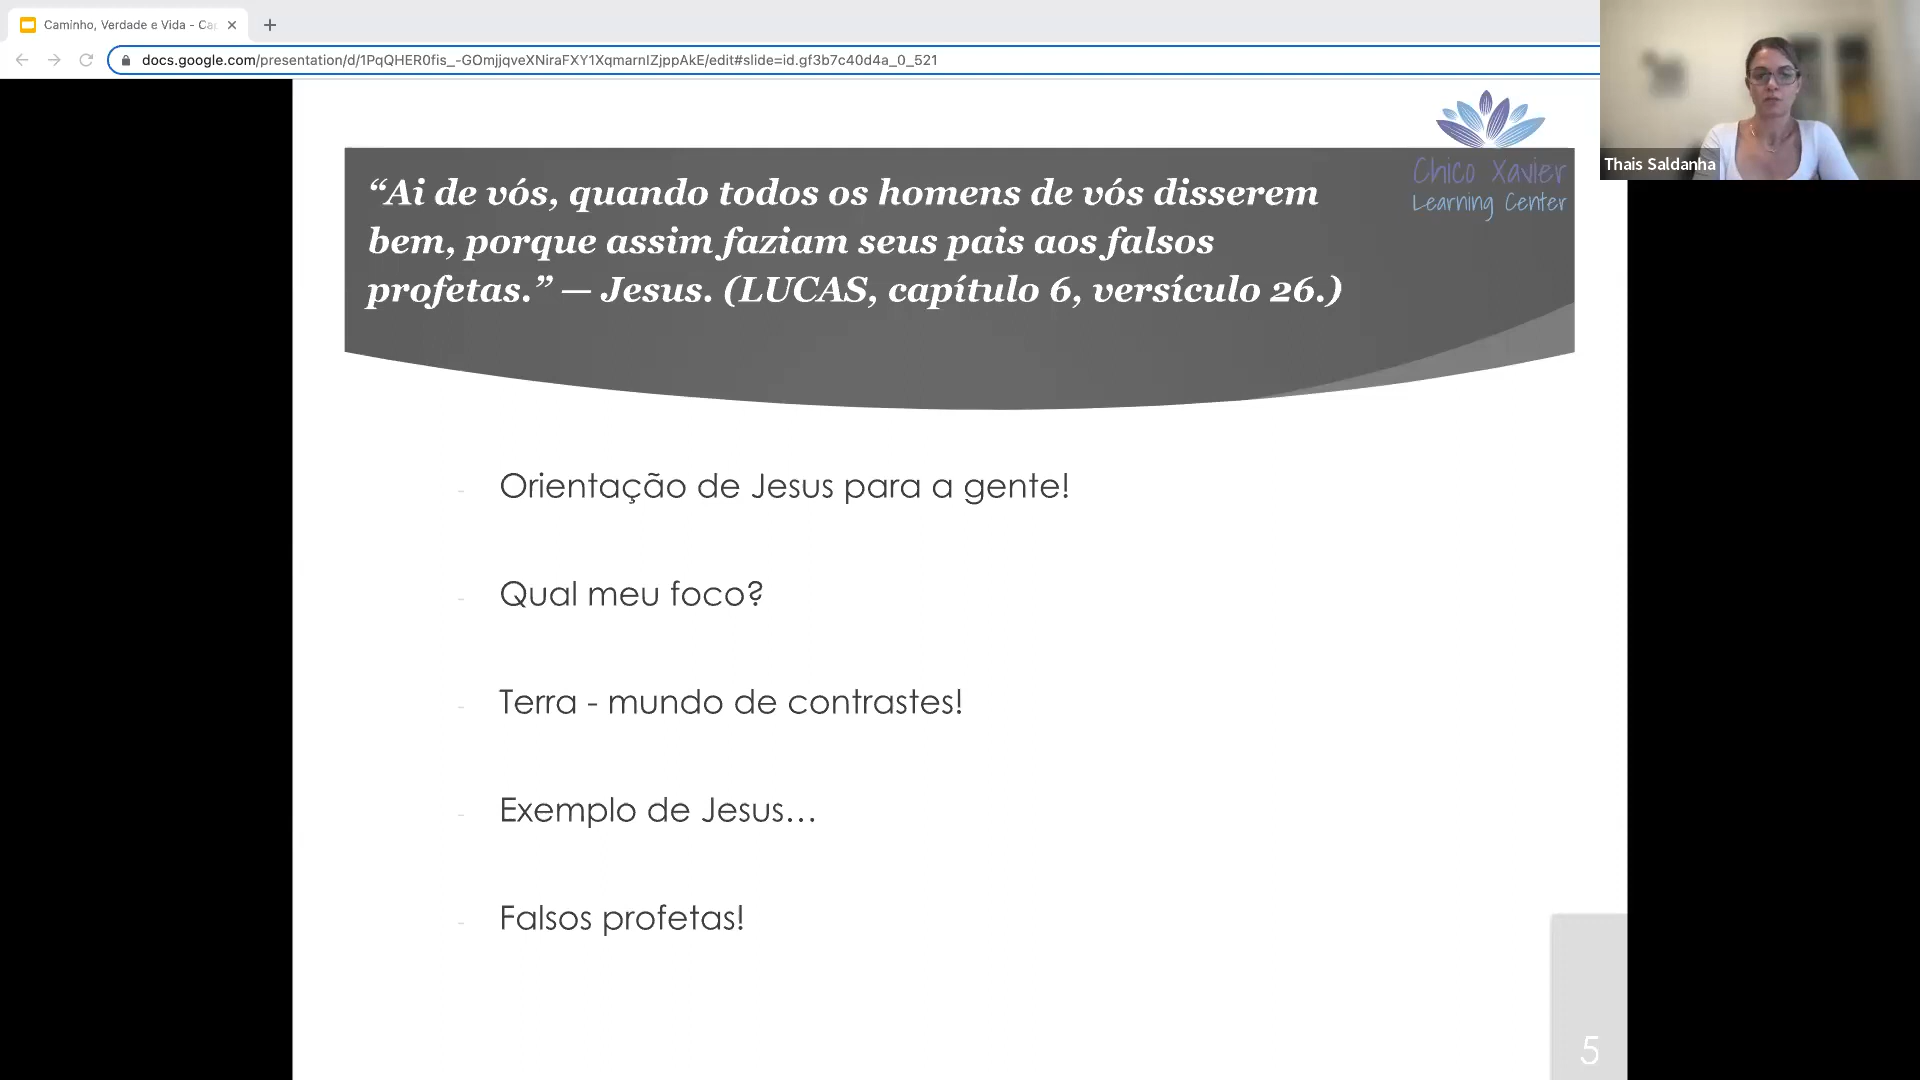 Caminho, Verdade e Vida - Ca
docs.google.com/presentation/d/1PqQHER0fis_-GOmjjqveXNiraFXY1XqmarnIZjppAkE/edit#slide=id.gf3b7c40d4a_0_521
Thais Saldanha
Chico Xavier
Learning Center
“Ai de vós, quando todos os homens de vós disserem
bem, porque assim faziam seus pais aos falsos
profetas.” — Jesus. (LUCAS, capítulo 6, versículo 26.)
- Orientação de Jesus para a gente!
- Qual meu foco?
- Terra - mundo de contrastes!
- Exemplo de Jesus...
- Falsos profetas!
5